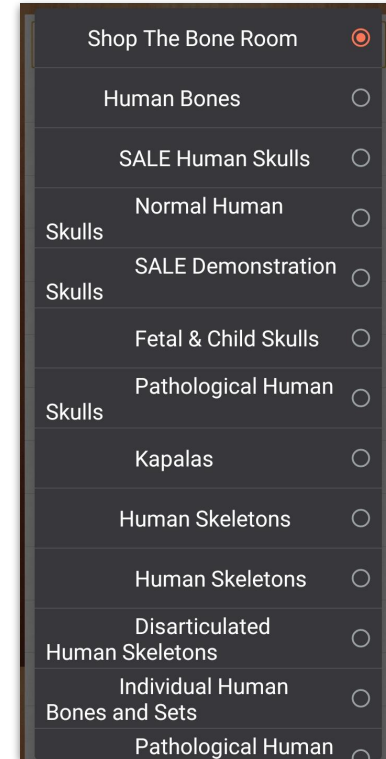 Shop The Bone Room
Human Bones
SALE Human Skulls
Normal Human
Skulls
SALE Demonstration
Skulls
Fetal & Child Skulls
Pathological Human
Skulls
Kapalas
Human Skeletons
Human Skeletons
Disarticulated
Human Skeletons
Individual Human
Bones and Sets
Pathological Human